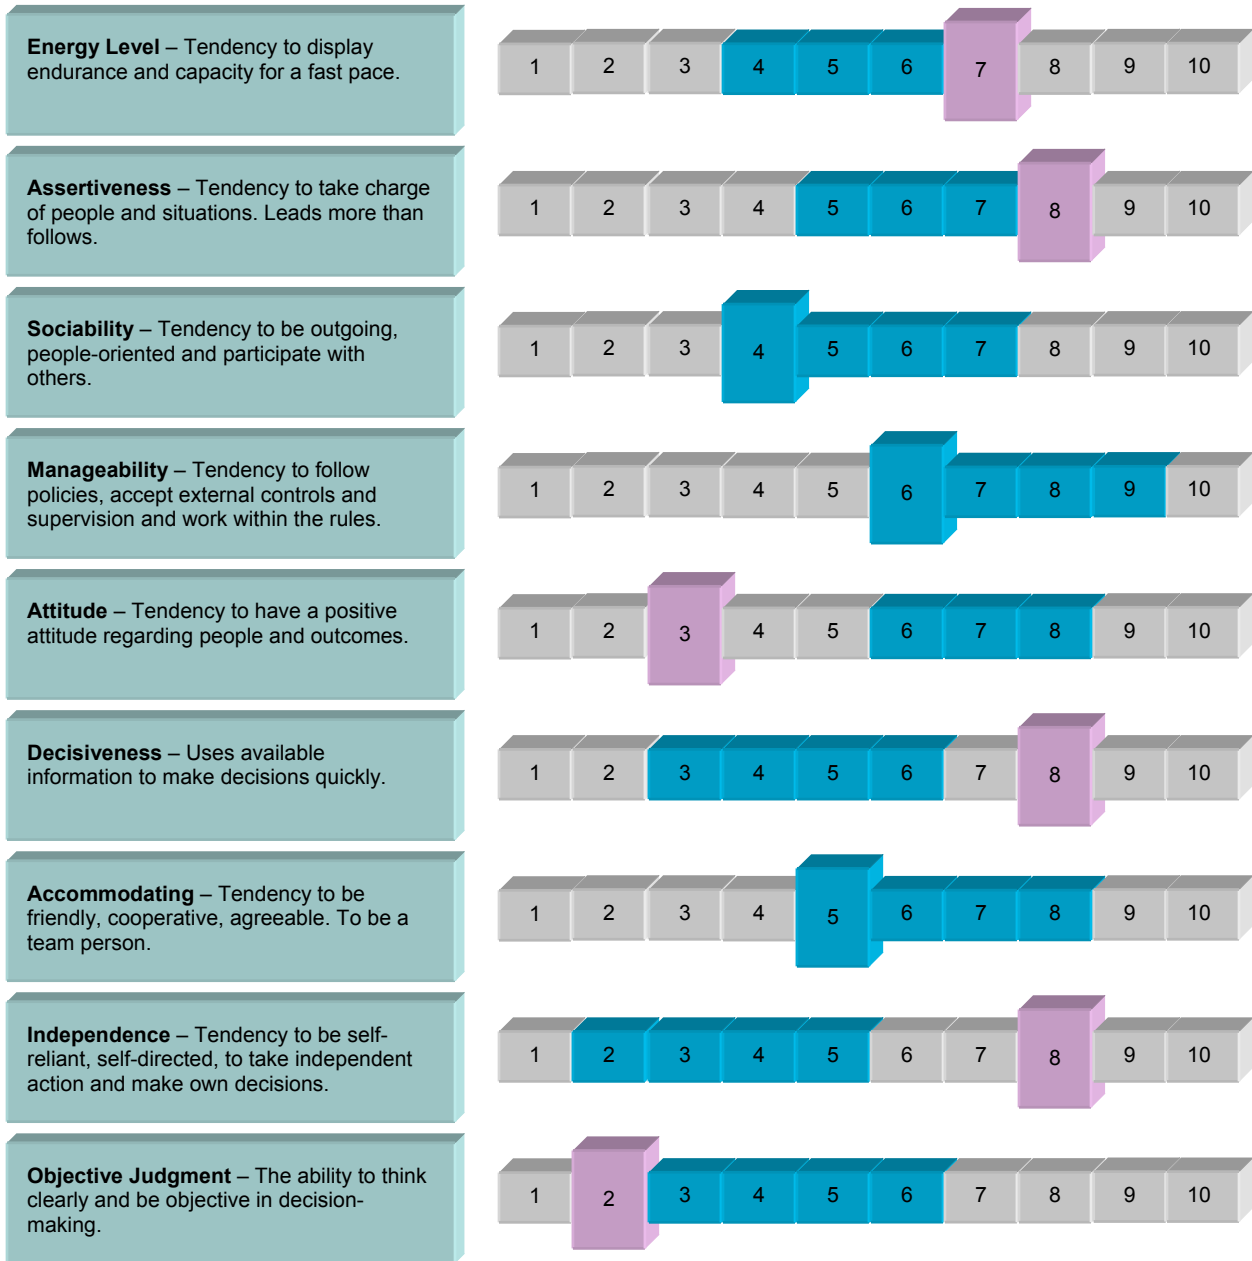 Energy Level – Tendency to display
endurance and capacity for a fast pace.
1 2 3 4 5 6 7 8 9 10
Assertiveness – Tendency to take charge
of people and situations. Leads more than
follows.
1 2 3 4 5 6 7 8 9 10
Sociability – Tendency to be outgoing,
people-oriented and participate with
others.
1 2 3 4 5 6 7 8 9 10
Manageability – Tendency to follow
policies, accept external controls and
supervision and work within the rules.
1 2 3 4 5 6 7 8 9 10
Attitude – Tendency to have a positive
attitude regarding people and outcomes.
1 2 3 4 5 6 7 8 9 10
Decisiveness – Uses available
information to make decisions quickly.
1 2 3 4 5 6 7 8 9 10
Accommodating – Tendency to be
friendly, cooperative, agreeable. To be a
team person.
1 2 3 4 5 6 7 8 9 10
Independence – Tendency to be self-
reliant, self-directed, to take independent
action and make own decisions.
1 2 3 4 5 6 7 8 9 10
Objective Judgment – The ability to think
clearly and be objective in decision-
making.
1 2 3 4 5 6 7 8 9 10